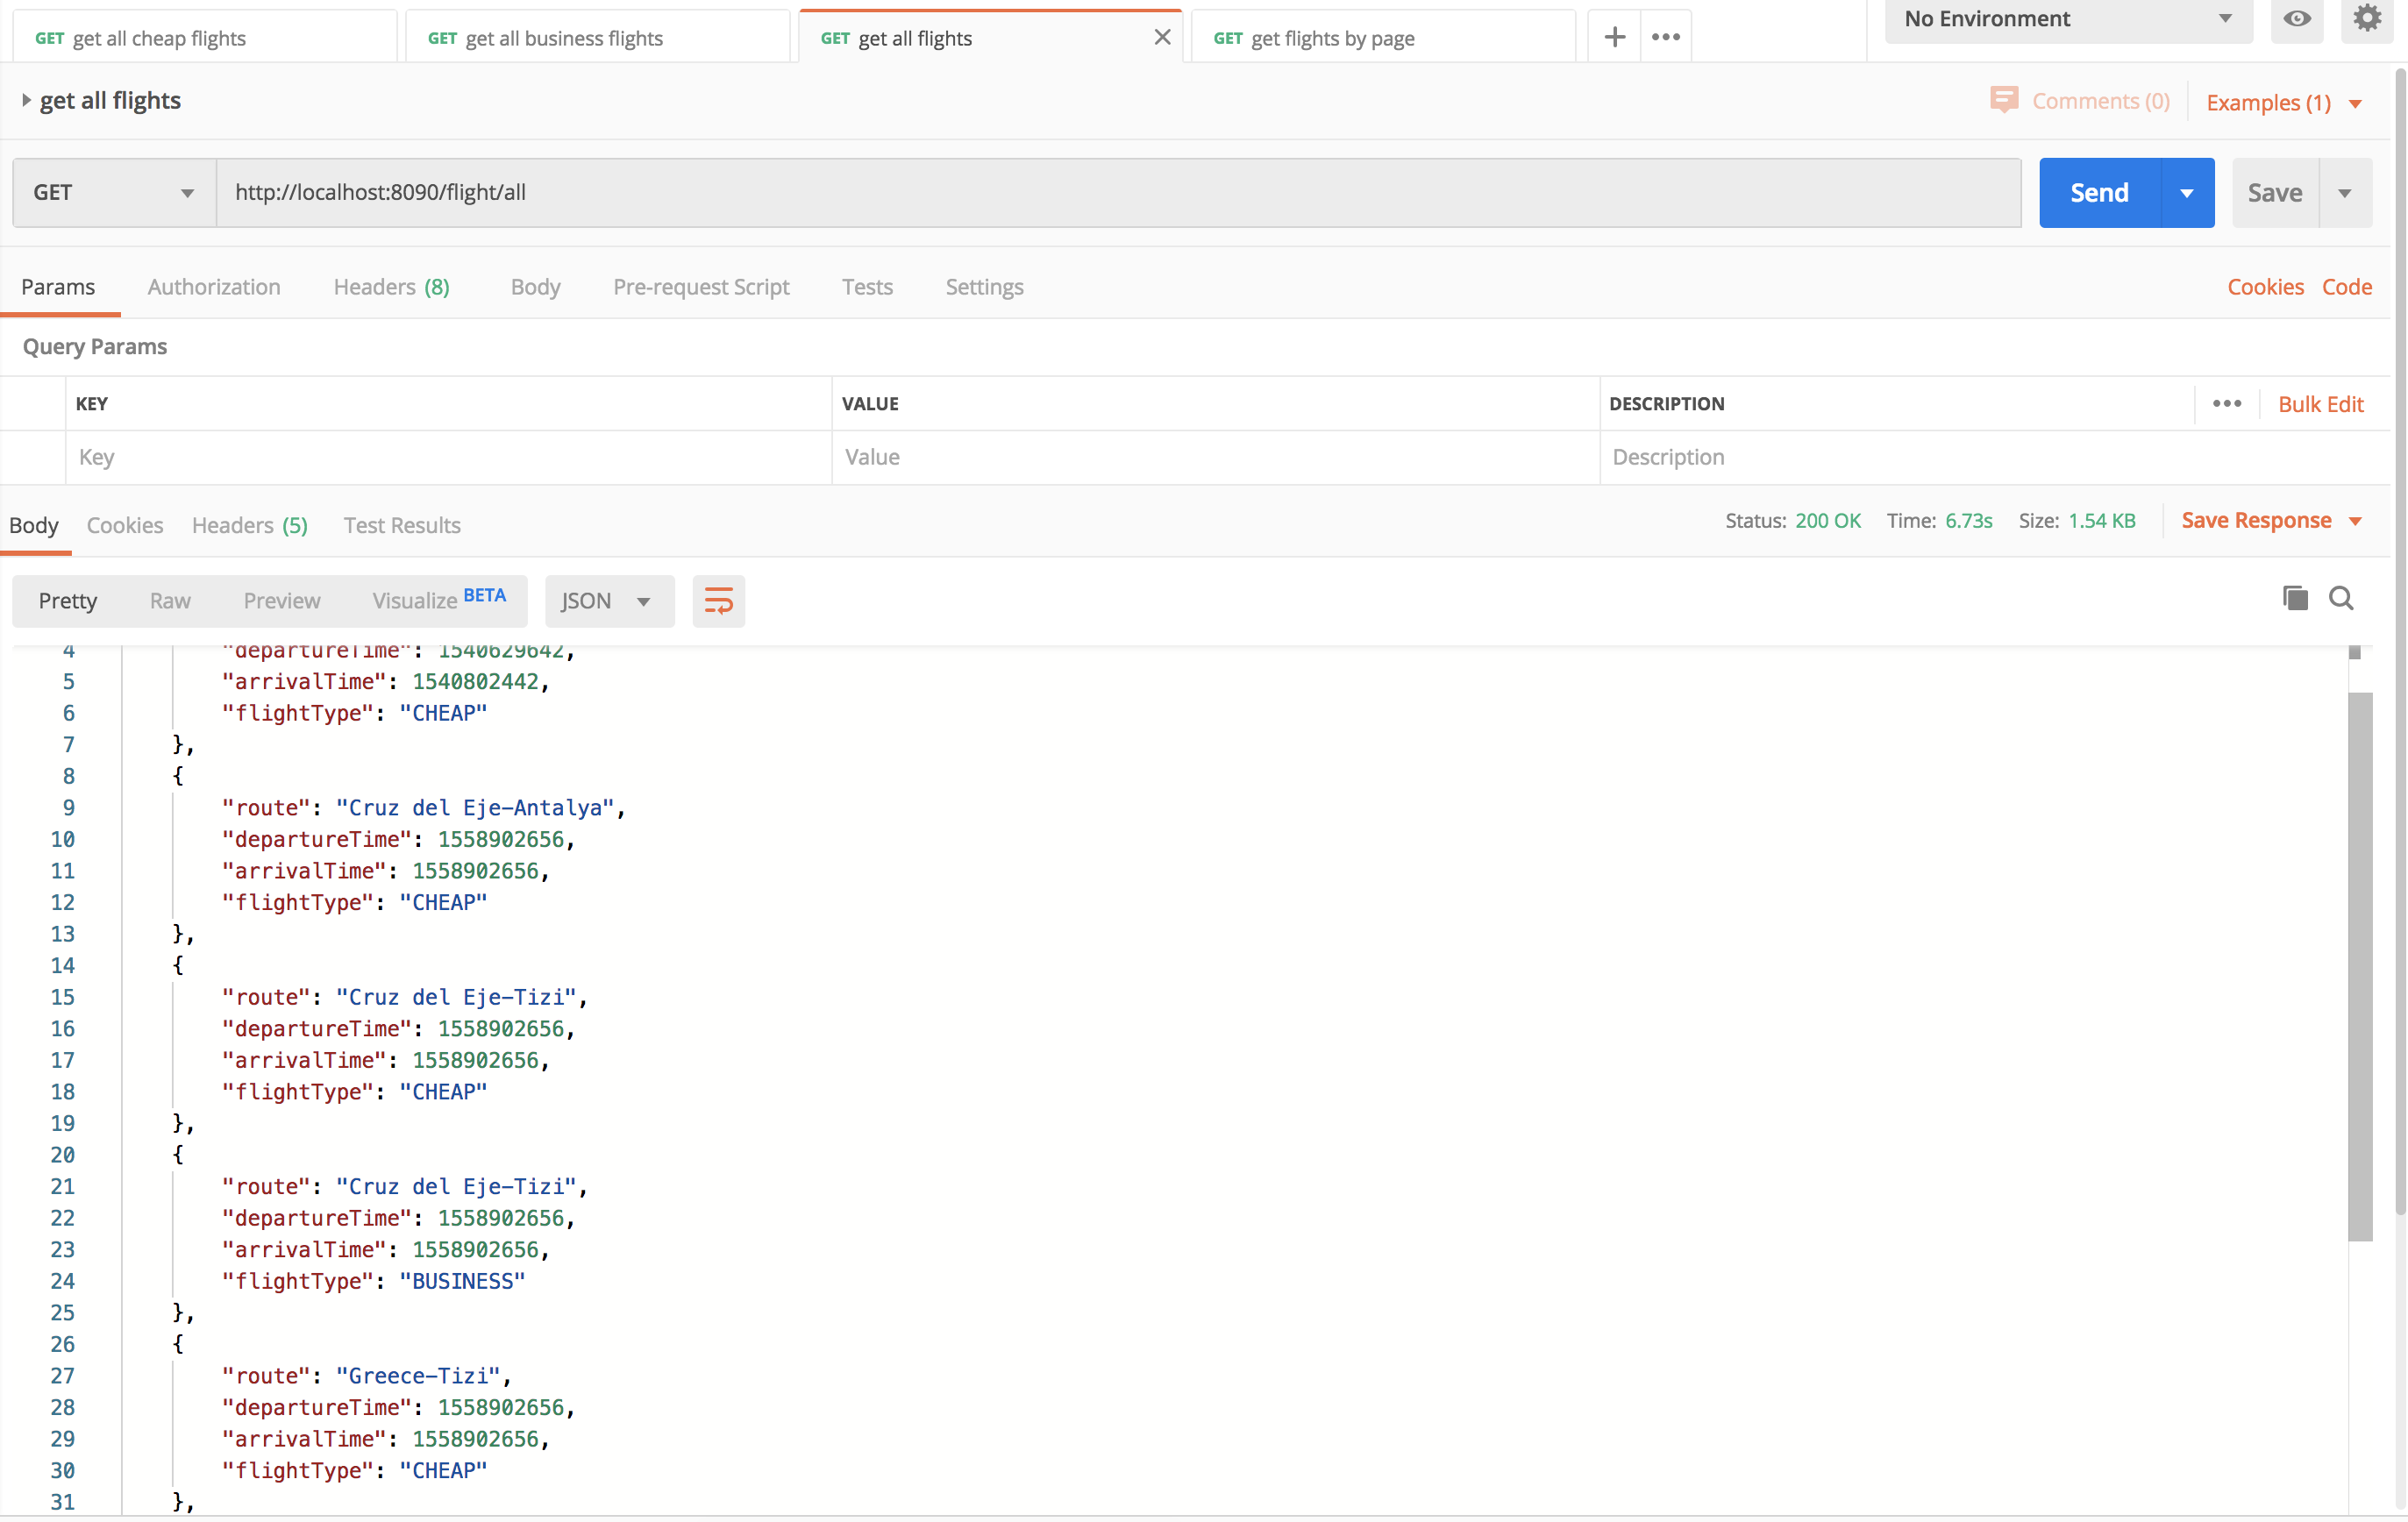 GET get all cheap flights
GET get all business flights
GET get all flights
GET get flights by page
No Environment
get all flights
Comments (0)
Examples (1)
GET
http://localhost:8090/flight/all
Send
Save
Params Authorization Headers (8) Body Pre-request Script Tests Settings
Cookies Code
Query Params
KEY VALUE DESCRIPTION
Bulk Edit
Key Value Description
Body Cookies Headers (5) Test Results
Status: 200 OK Time: 6.73s Size: 1.54 KB
Save Response
Pretty Raw Preview Visualize BETA JSON
4 "departureTime": 1540629642,
5 "arrivalTime": 1540802442,
6 "flightType": "CHEAP"
7 },
8 {
9 "route": "Cruz del Eje-Antalya",
10 "departureTime": 1558902656,
11 "arrivalTime": 1558902656,
12 "flightType": "CHEAP"
13 },
14 {
15 "route": "Cruz del Eje-Tizi",
16 "departureTime": 1558902656,
17 "arrivalTime": 1558902656,
18 "flightType": "CHEAP"
19 },
20 {
21 "route": "Cruz del Eje-Tizi",
22 "departureTime": 1558902656,
23 "arrivalTime": 1558902656,
24 "flightType": "BUSINESS"
25 },
26 {
27 "route": "Greece-Tizi",
28 "departureTime": 1558902656,
29 "arrivalTime": 1558902656,
30 "flightType": "CHEAP"
31 },